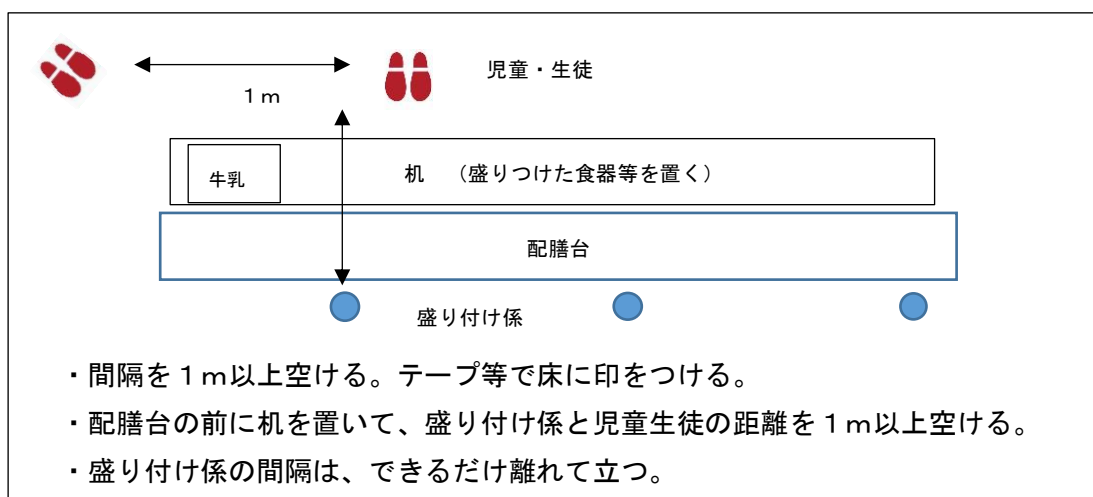 児童・生徒
１ｍ
牛乳
机　（盛りつけた食器等を置く）
配膳台
盛り付け係
・間隔を１ｍ以上空ける。テープ等で床に印をつける。
・配膳台の前に机を置いて、盛り付け係と児童生徒の距離を１ｍ以上空ける。
・盛り付け係の間隔は、できるだけ離れて立つ。